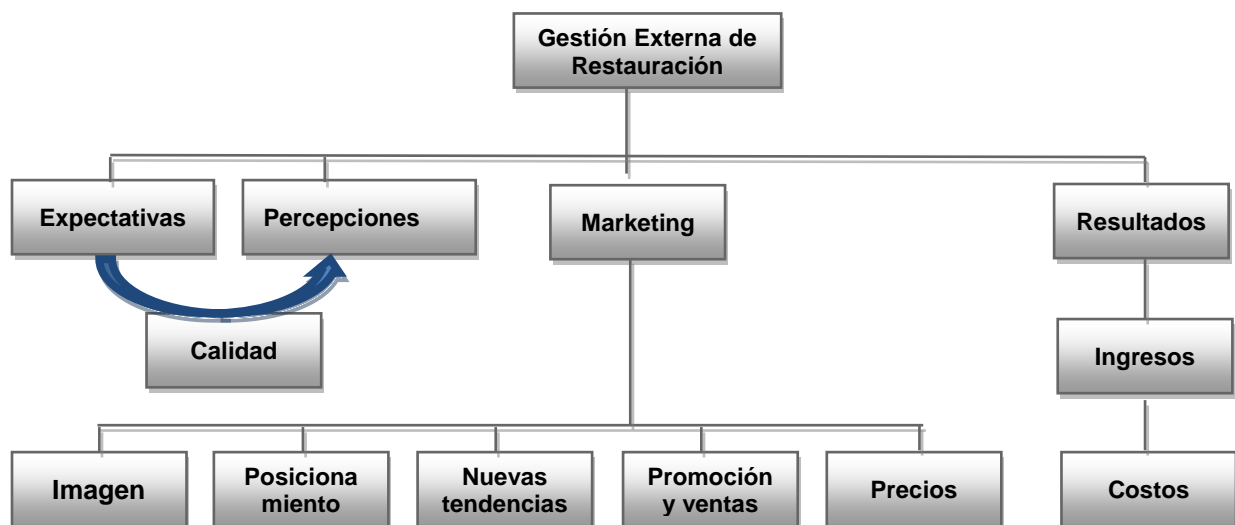 Gestión Externa de
Restauración
Expectativas
Percepciones
Marketing
Resultados
Calidad
Ingresos
Imagen
Posiciona
miento
Nuevas
tendencias
Promoción
y ventas
Precios
Costos